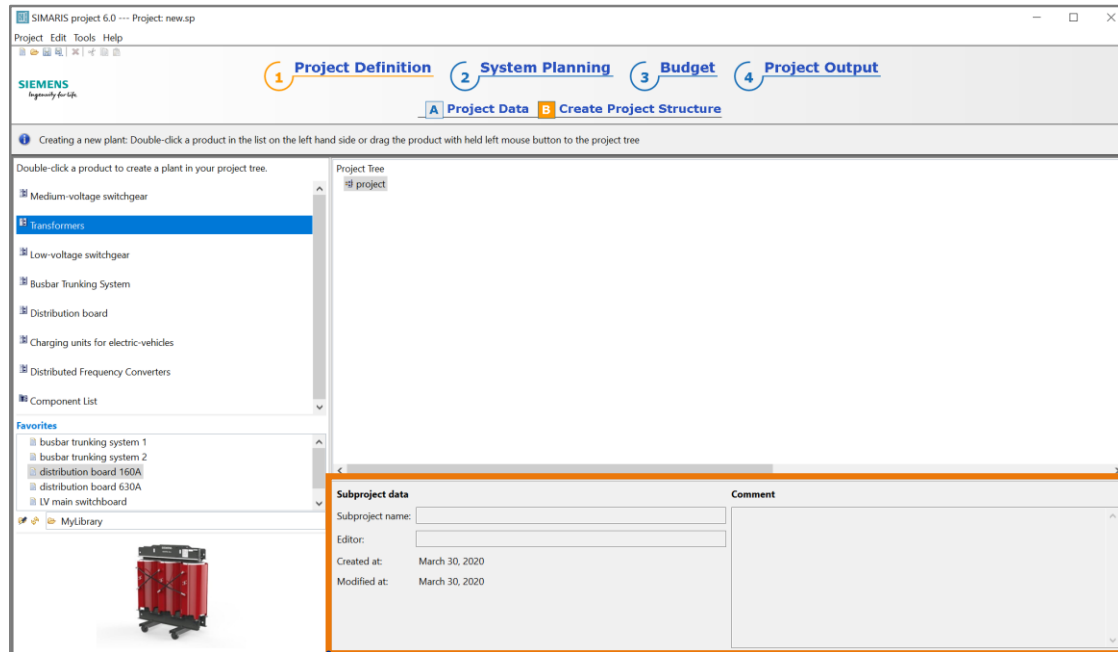 SIMARIS project 6.0 --- Project: new.sp
Project Edit Tools Help
SIEMENS
Ingenuity for life
1 Project Definition 2 System Planning 3 Budget 4 Project Output
A Project Data B Create Project Structure
Creating a new plant: Double-click a product in the list on the left hand side or drag the product with held left mouse button to the project tree
Double-click a product to create a plant in your project tree.
Medium-voltage switchgear
Transformers
Low-voltage switchgear
Busbar Trunking System
Distribution board
Charging units for electric-vehicles
Distributed Frequency Converters
Component List
Favorites
busbar trunking system 1
busbar trunking system 2
distribution board 160A
distribution board 630A
LV main switchboard
MyLibrary
Project Tree
project
Subproject data
Subproject name:
Editor:
Created at: March 30, 2020
Modified at: March 30, 2020
Comment